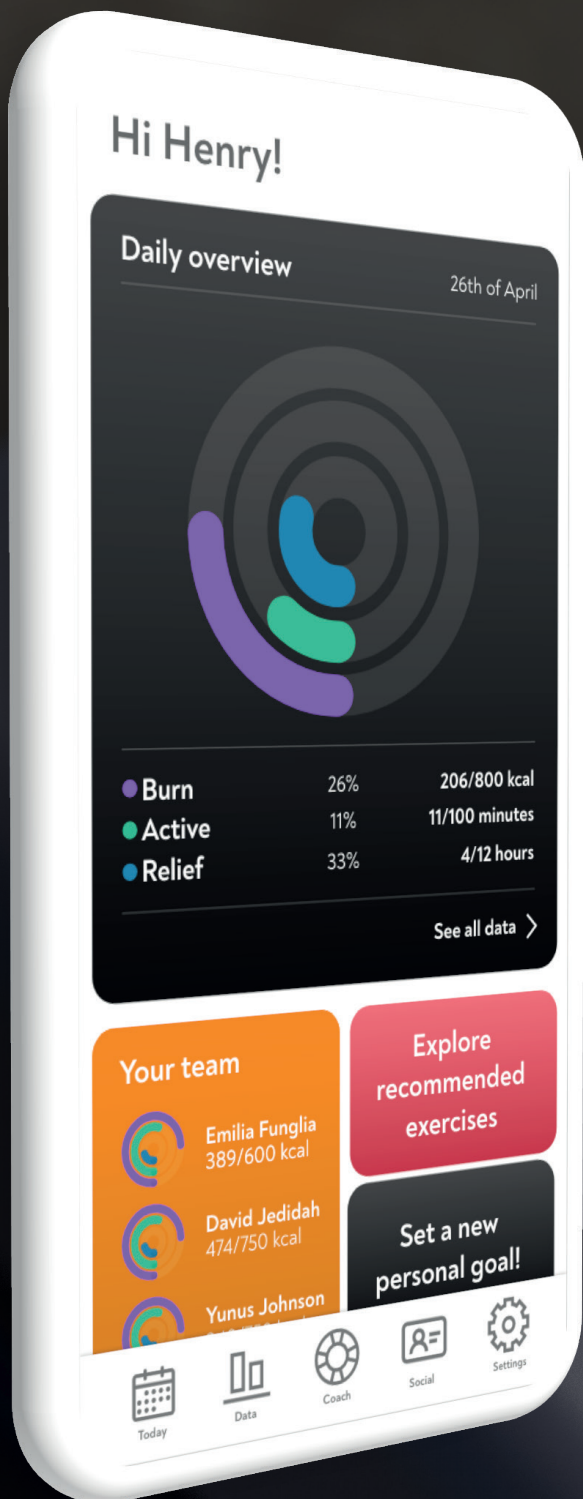 Hi Henry!
Daily overview
26th of April
Burn 26% 206/800 kcal
Active 11% 11/100 minutes
Relief 33% 4/12 hours
See all data
Your team
Emilia Funglia
389/600 kcal
David Jedidah
474/750 kcal
Yunus Johnson
Explore
recommended
exercises
Set a new
personal goal!
Today
Data
Coach
Social
Settings